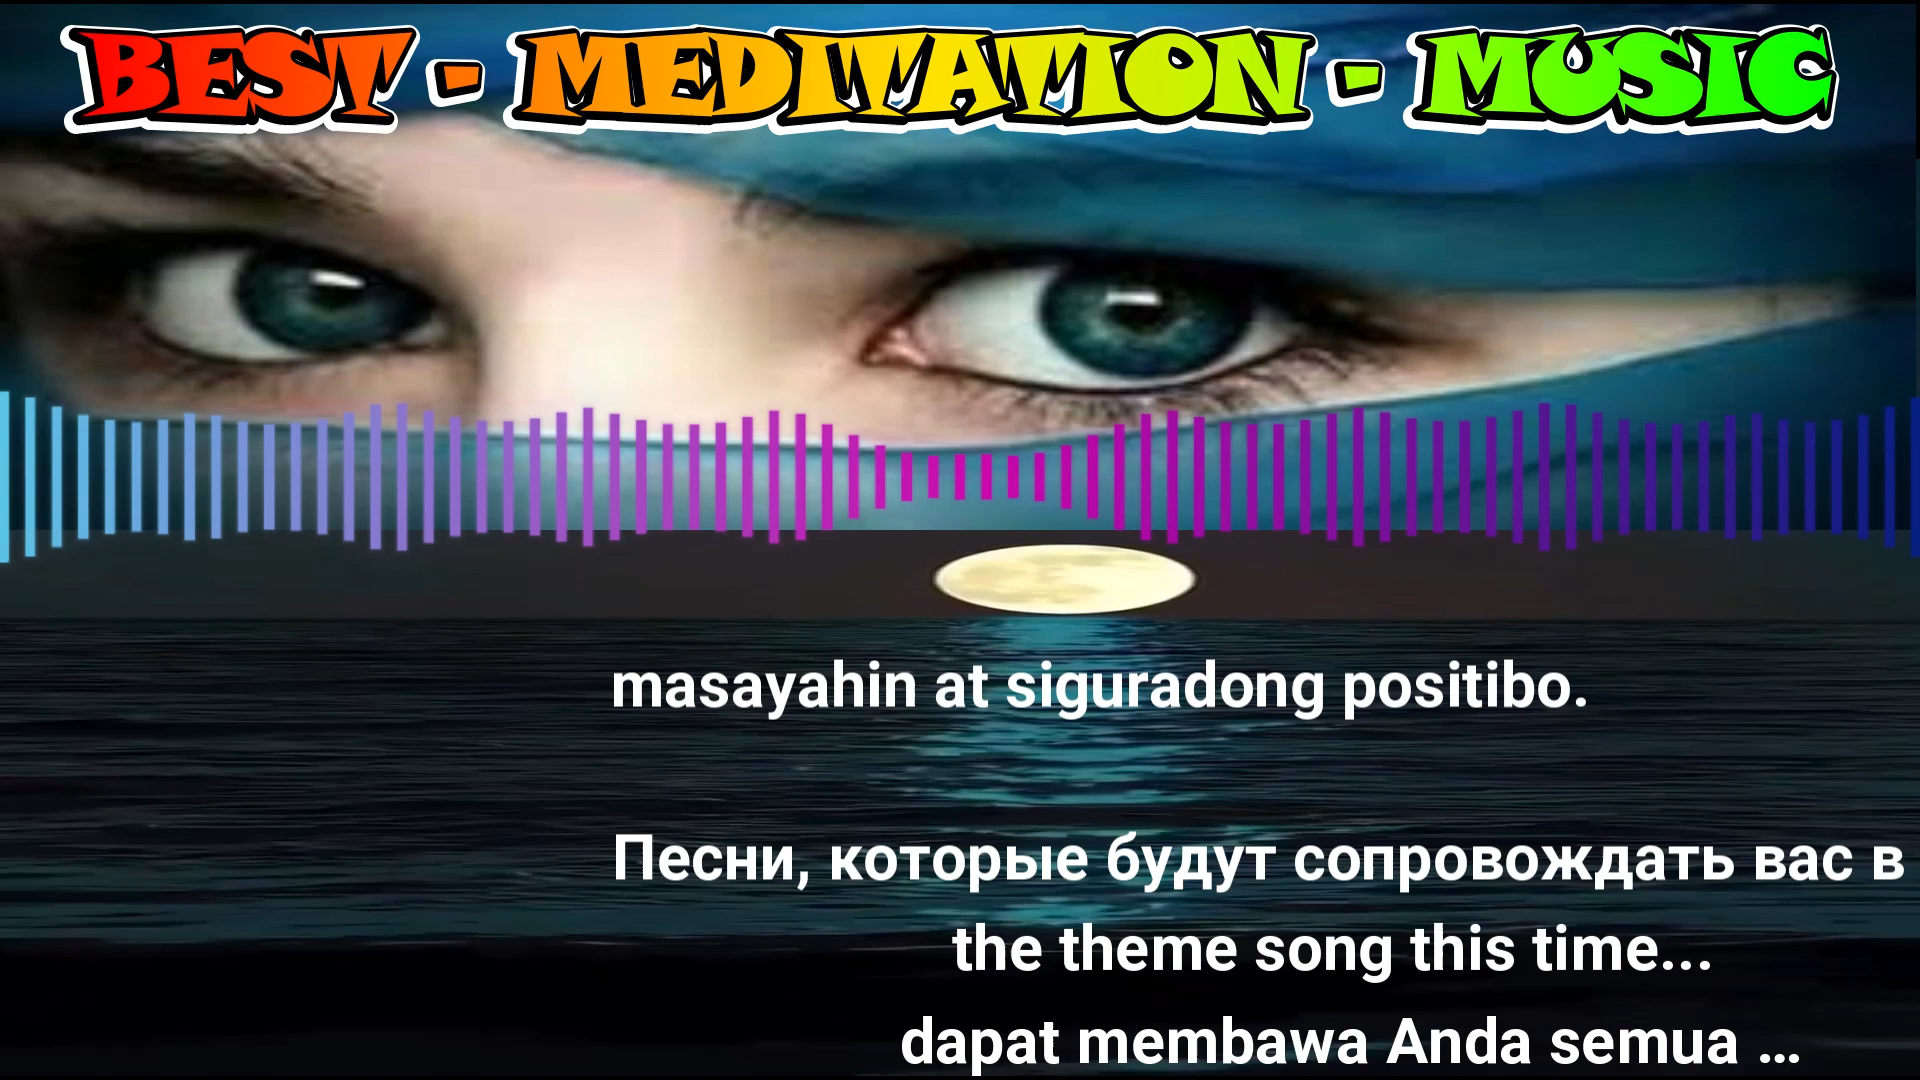 BEST - MEDITATION - MUSIC
masayahin at siguradong positibo.
Песни, которые будут сопровождать вас в
the theme song this time...
dapat membawa Anda semua ...